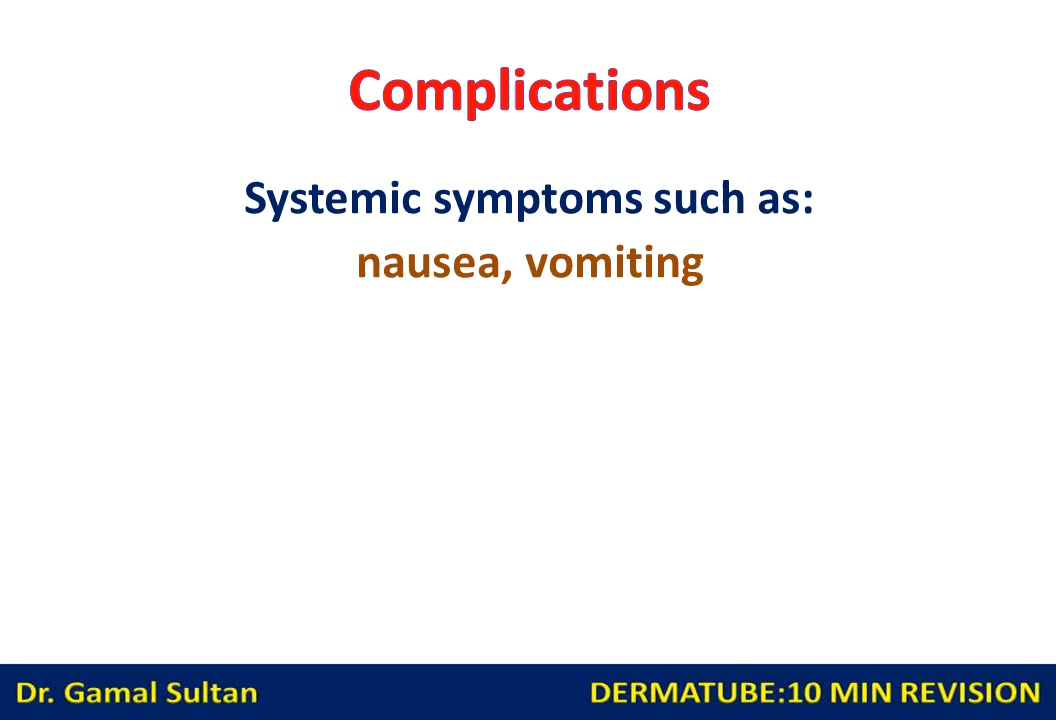 Complications
Systemic symptoms such as:
nausea, vomiting
Dr. Gamal Sultan
DERMATUBE:10 MIN REVISION